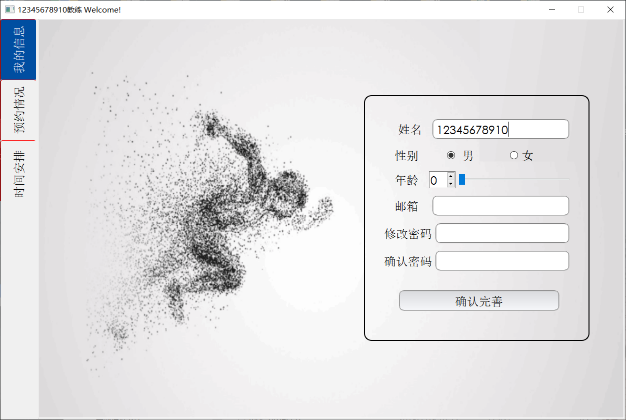 12345678910教练 Welcome!
我的信息
预约情况
时间安排
姓名 12345678910
性别 男 女
年龄 0
邮箱
修改密码
确认密码
确认完善